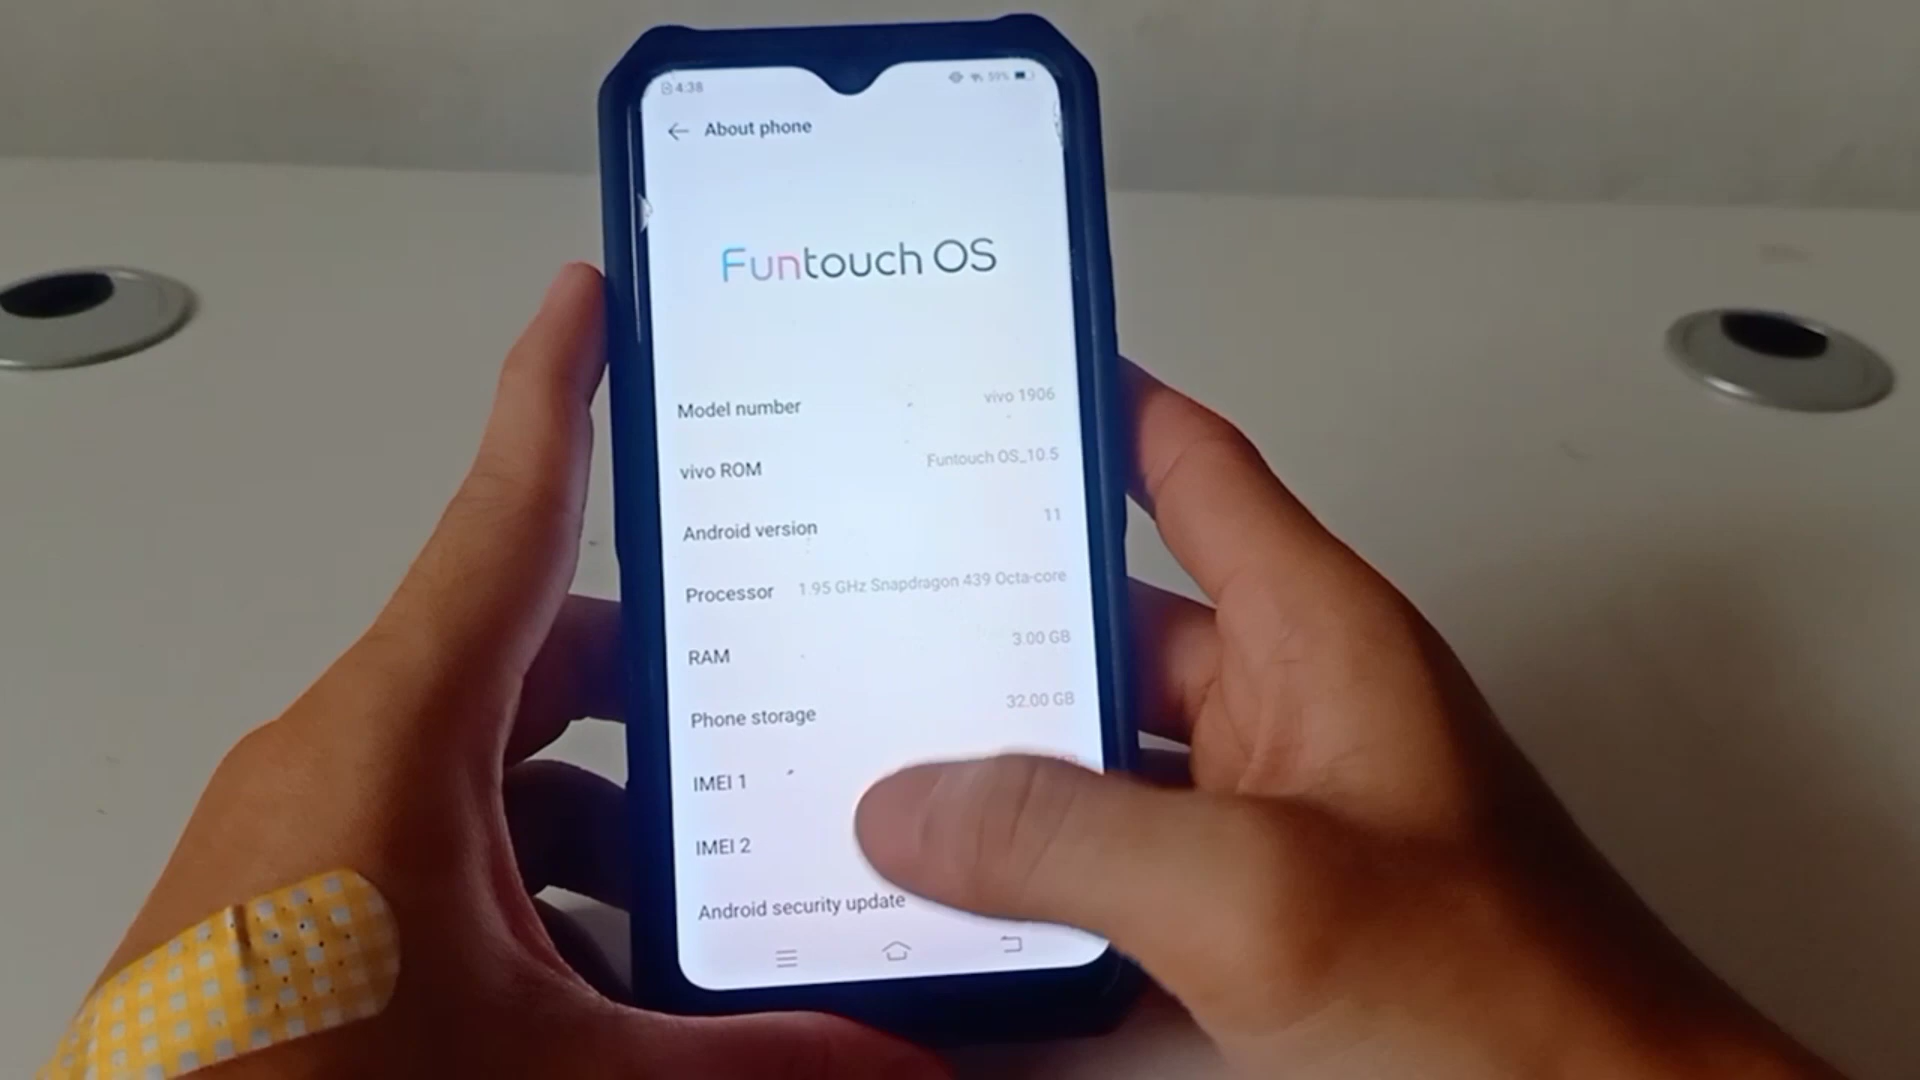 4:38 59%
About phone
Funtouch OS
Model number vivo 1906
vivo ROM Funtouch OS_10.5
Android version 11
Processor 1.95 GHz Snapdragon 439 Octa-core
RAM 3.00 GB
Phone storage 32.00 GB
IMEI 1
IMEI 2
Android security update